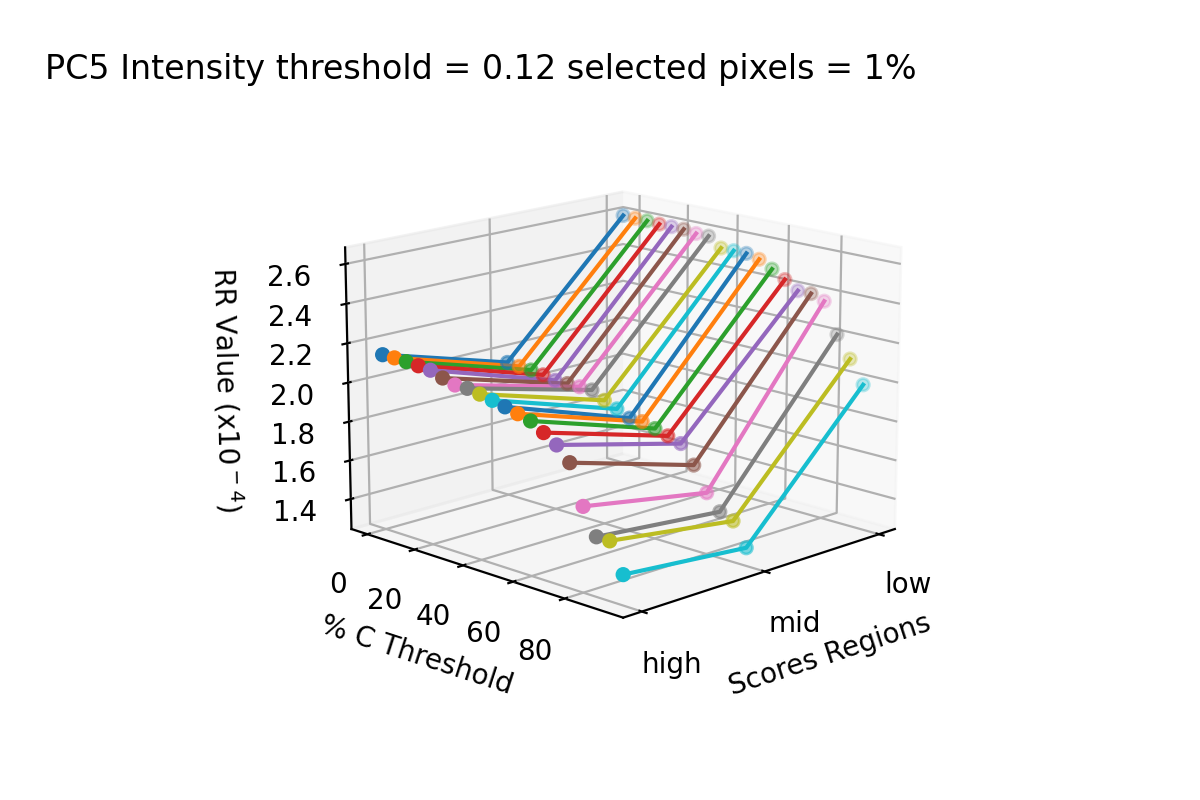 PC5 Intensity threshold = 0.12 selected pixels = 1%
RR Value (x10⁻⁴)
2.6
2.4
2.2
2.0
1.8
1.6
1.4
0
20
40
60
80
% C Threshold
high
mid
low
Scores Regions